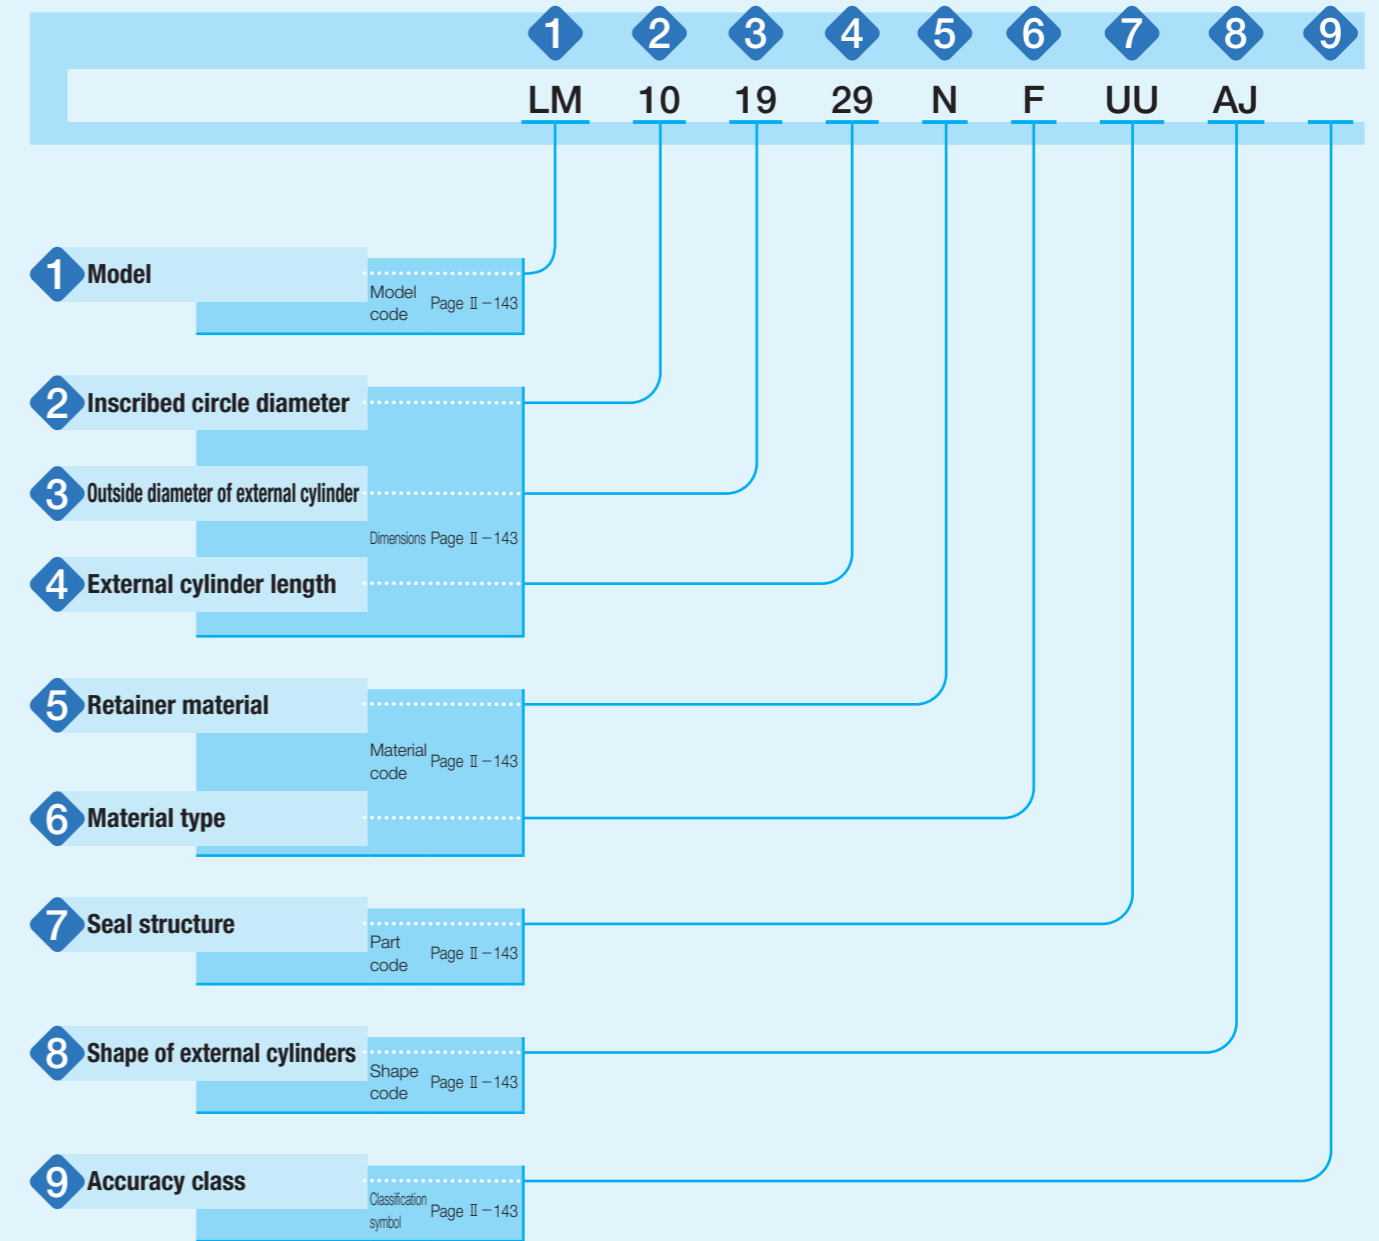 1 2 3 4 5 6 7 8 9
LM 10 19 29 N F UU AJ
1 Model
Model code Page Ⅱ－143
2 Inscribed circle diameter
3 Outside diameter of external cylinder
Dimensions Page Ⅱ－143
4 External cylinder length
5 Retainer material
Material code Page Ⅱ－143
6 Material type
7 Seal structure
Part code Page Ⅱ－143
8 Shape of external cylinders
Shape code Page Ⅱ－143
9 Accuracy class
Classification symbol Page Ⅱ－143